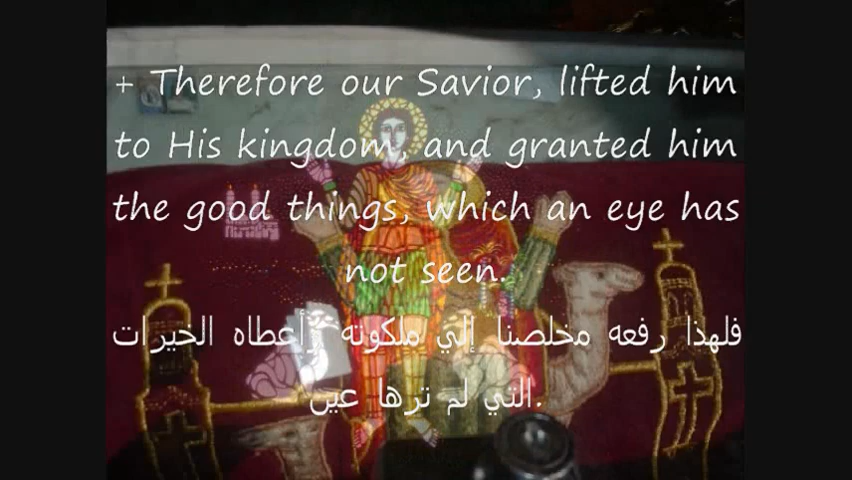 + Therefore our Savior, lifted him
to His kingdom, and granted him
the good things, which an eye has
not seen.
فلهذا رفعه مخلصنا إلي ملكوته وأعطاه الخيرات
التي لم ترها عين.